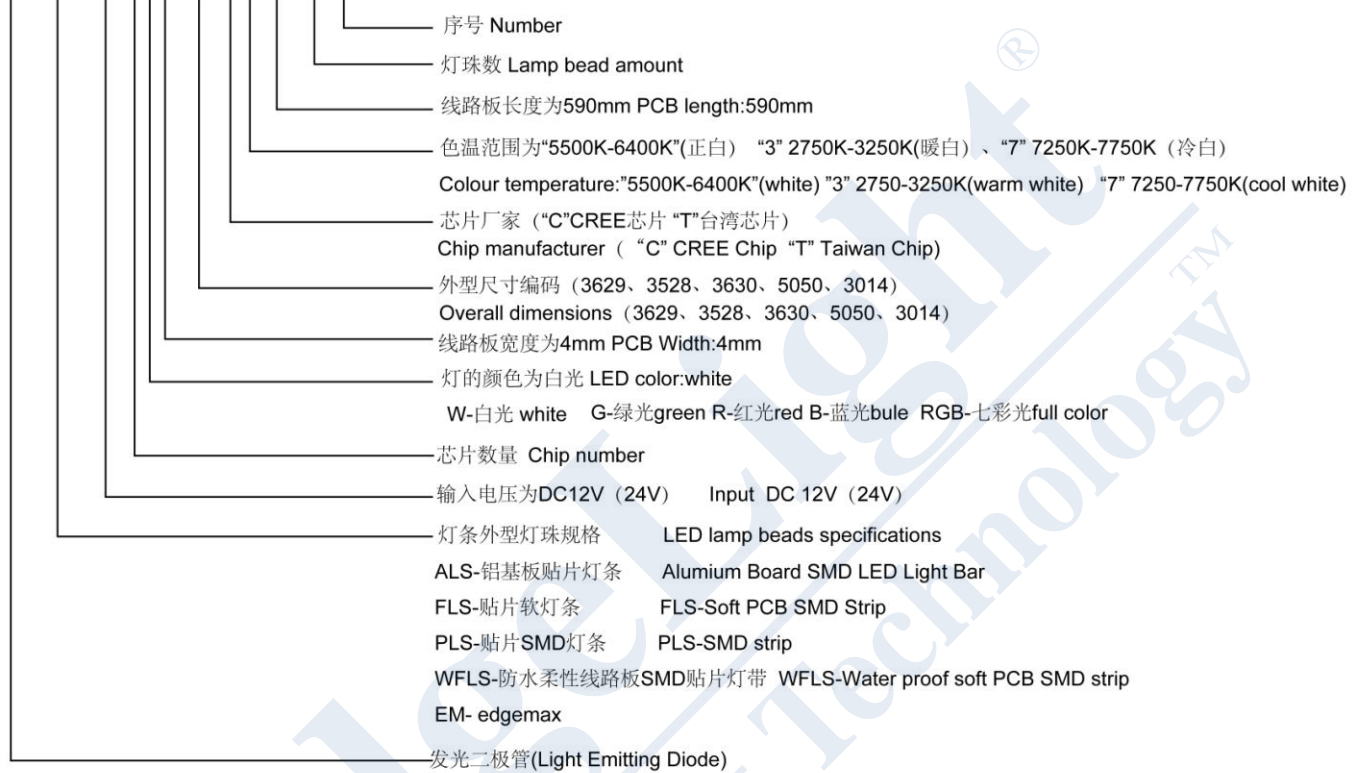 序号 Number
灯珠数 Lamp bead amount
线路板长度为590mm PCB length:590mm
色温范围为“5500K-6400K”(正白) “3” 2750K-3250K(暖白) 、“7” 7250K-7750K (冷白)
Colour temperature:”5500K-6400K”(white) ”3” 2750-3250K(warm white) “7” 7250-7750K(cool white)
芯片厂家 (“C”CREE芯片 “T”台湾芯片)
Chip manufacturer ( “C” CREE Chip “T” Taiwan Chip)
外型尺寸编码 (3629、3528、3630、5050、3014)
Overall dimensions (3629、3528、3630、5050、3014)
线路板宽度为4mm PCB Width:4mm
灯的颜色为白光 LED color:white
W-白光 white G-绿光green R-红光red B-蓝光bule RGB-七彩光full color
芯片数量 Chip number
输入电压为DC12V (24V) Input DC 12V (24V)
灯条外型灯珠规格 LED lamp beads specifications
ALS-铝基板贴片灯条 Alumium Board SMD LED Light Bar
FLS-贴片软灯条 FLS-Soft PCB SMD Strip
PLS-贴片SMD灯条 PLS-SMD strip
WFLS-防水柔性线路板SMD贴片灯带 WFLS-Water proof soft PCB SMD strip
EM- edgemax
发光二极管(Light Emitting Diode)
geLight ®
Technology TM